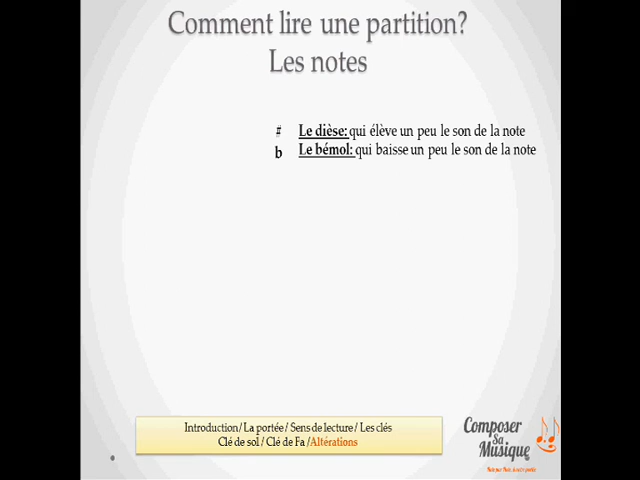 Comment lire une partition?
Les notes
# Le dièse: qui élève un peu le son de la note
b Le bémol: qui baisse un peu le son de la note
Introduction / La portée / Sens de lecture / Les clés
Clé de sol / Clé de Fa /Altérations
Composer
Sa
Musique